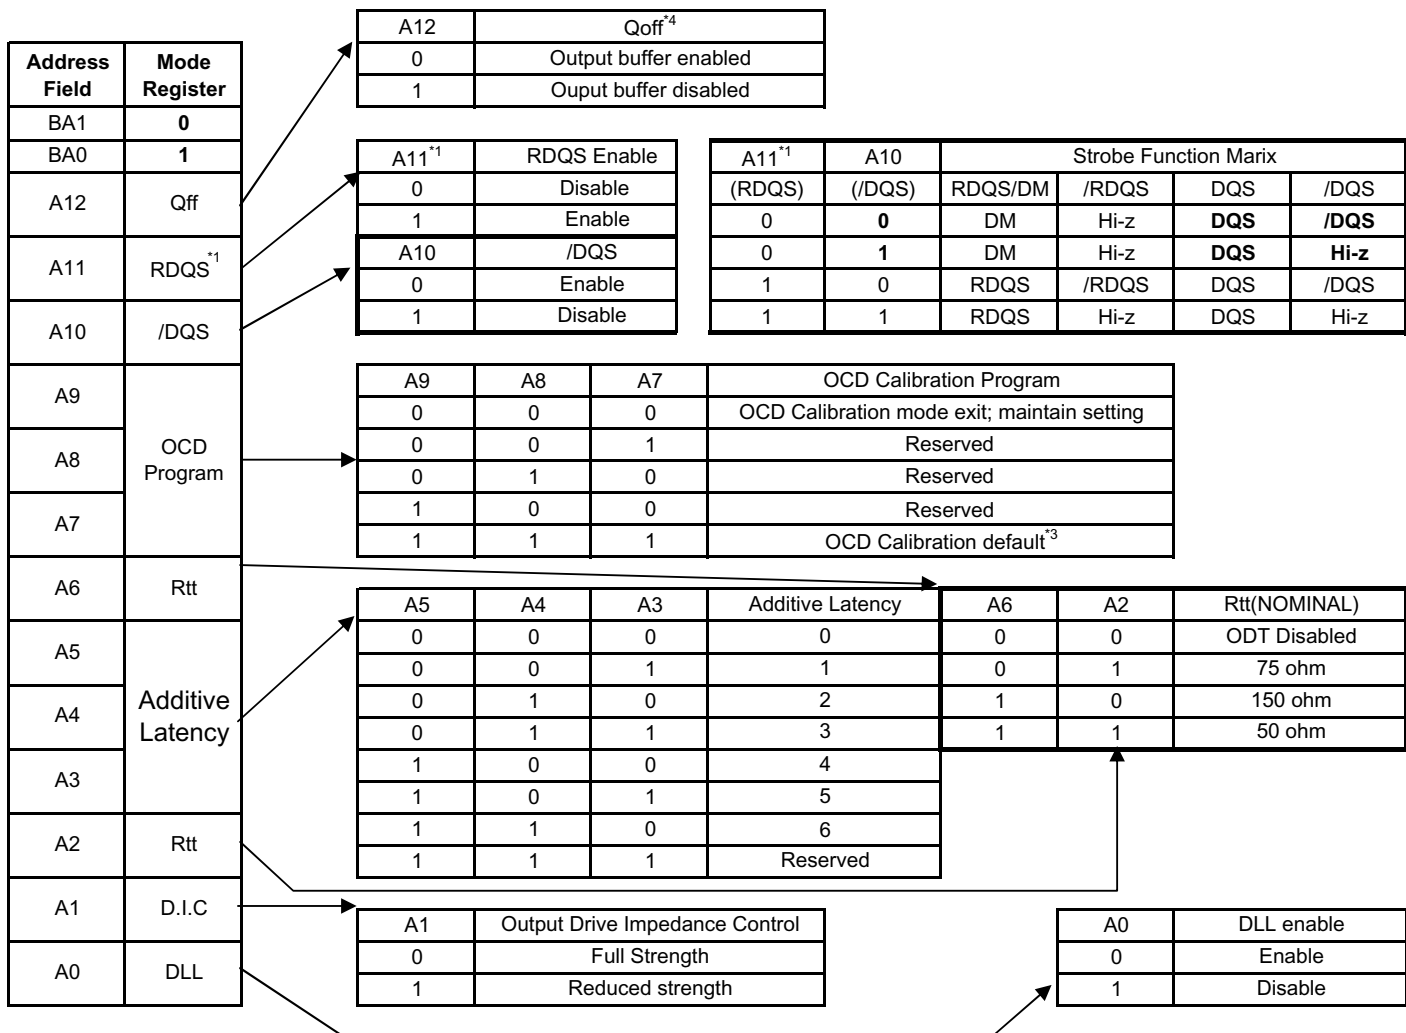 Address Field | Mode Register
BA1 | 0
BA0 | 1
A12 | Qff
A11 | RDQS*1
A10 | /DQS
A9
A8 | OCD Program
A7
A6 | Rtt
A5
A4 | Additive Latency
A3
A2 | Rtt
A1 | D.I.C
A0 | DLL
A12 | Qoff*4
0 | Output buffer enabled
1 | Ouput buffer disabled
A11*1 | RDQS Enable
0 | Disable
1 | Enable
A10 | /DQS
0 | Enable
1 | Disable
A11*1 | A10 | Strobe Function Marix
(RDQS) | (/DQS) | RDQS/DM | /RDQS | DQS | /DQS
0 | 0 | DM | Hi-z | DQS | /DQS
0 | 1 | DM | Hi-z | DQS | Hi-z
1 | 0 | RDQS | /RDQS | DQS | /DQS
1 | 1 | RDQS | Hi-z | DQS | Hi-z
A9 | A8 | A7 | OCD Calibration Program
0 | 0 | 0 | OCD Calibration mode exit; maintain setting
0 | 0 | 1 | Reserved
0 | 1 | 0 | Reserved
1 | 0 | 0 | Reserved
1 | 1 | 1 | OCD Calibration default*3
A5 | A4 | A3 | Additive Latency
0 | 0 | 0 | 0
0 | 0 | 1 | 1
0 | 1 | 0 | 2
0 | 1 | 1 | 3
1 | 0 | 0 | 4
1 | 0 | 1 | 5
1 | 1 | 0 | 6
1 | 1 | 1 | Reserved
A6 | A2 | Rtt(NOMINAL)
0 | 0 | ODT Disabled
0 | 1 | 75 ohm
1 | 0 | 150 ohm
1 | 1 | 50 ohm
A1 | Output Drive Impedance Control
0 | Full Strength
1 | Reduced strength
A0 | DLL enable
0 | Enable
1 | Disable